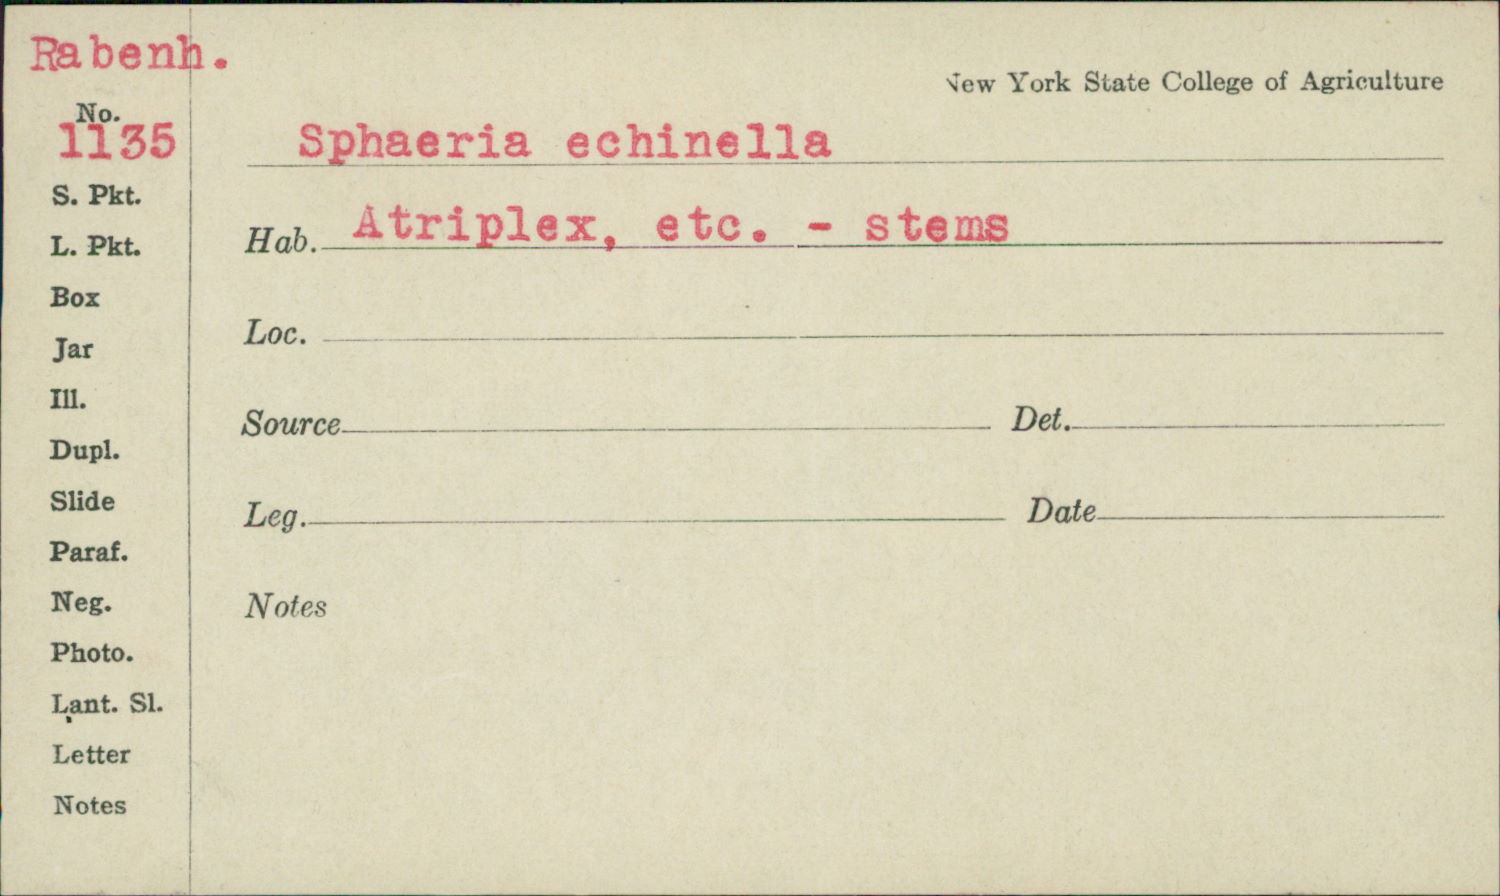 Rabenh.
New York State College of Agriculture
No.
1135
Sphaeria echinella
S. Pkt.
Hab. Atriplex, etc. - stems
L. Pkt.
Box
Loc.
Jar
Ill.
Source Det.
Dupl.
Slide
Leg. Date
Paraf.
Neg.
Notes
Photo.
Lant. Sl.
Letter
Notes